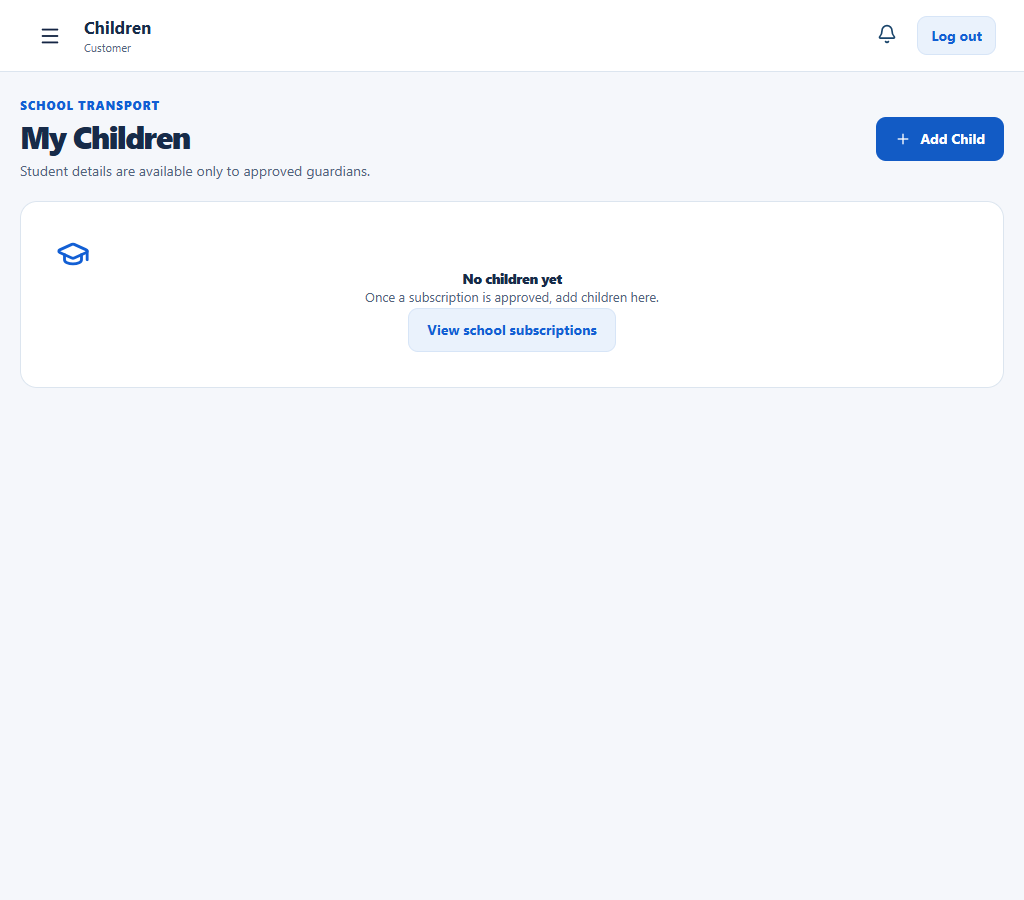 Children
Customer
Log out
SCHOOL TRANSPORT
My Children
Student details are available only to approved guardians.
Add Child
No children yet
Once a subscription is approved, add children here.
View school subscriptions